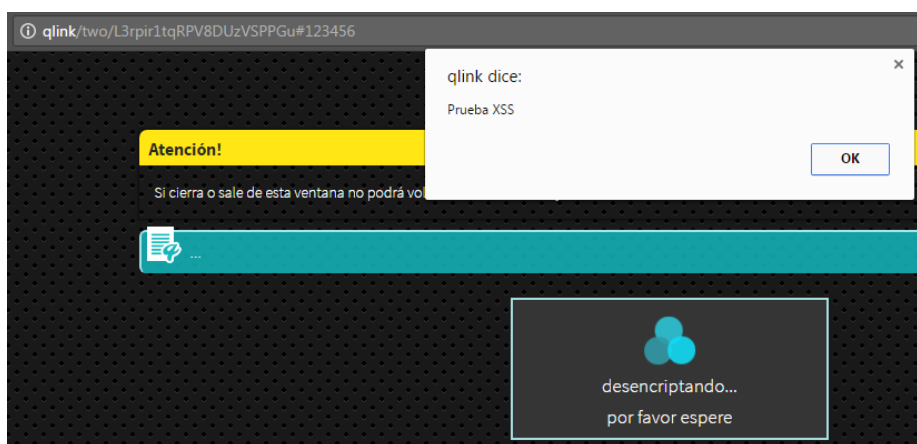 qlink/two/L3rpir1tqRPV8DUzVSPPGu#123456
qlink dice:
Prueba XSS
OK
Atención!
Si cierra o sale de esta ventana no podrá
...
desencriptando...
por favor espere